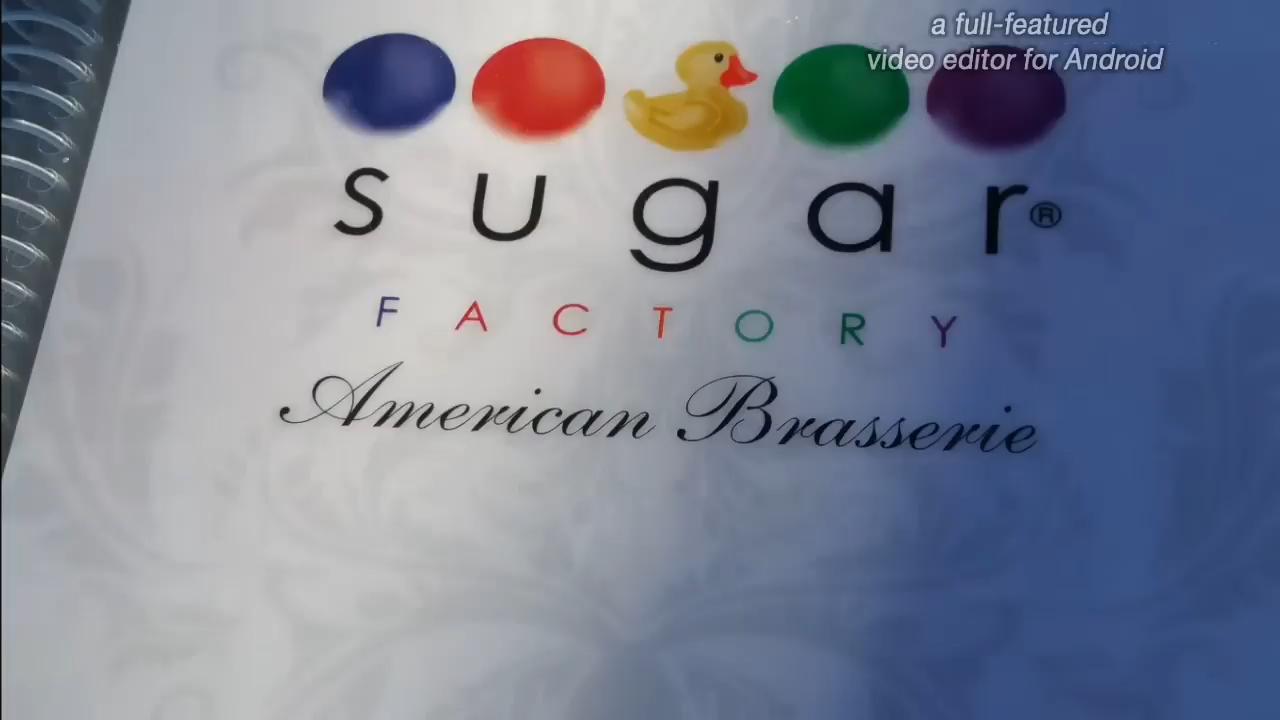 a full-featured
video editor for Android
sugar®
FACTORY
American Brasserie